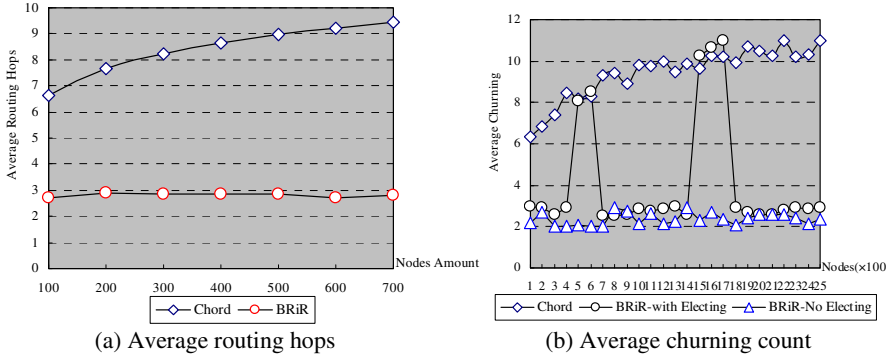 Average Routing Hops
10
9
8
7
6
5
4
3
2
1
0
Nodes Amount
100 200 300 400 500 600 700
Chord BRiR
(a) Average routing hops
Average Churning
12
10
8
6
4
2
0
Nodes(×100
1 2 3 4 5 6 7 8 9 10 11 12 13 14 15 16 17 18 19 20 21 22 23 24 25
Chord BRiR-with Electing BRiR-No Electing
(b) Average churning count